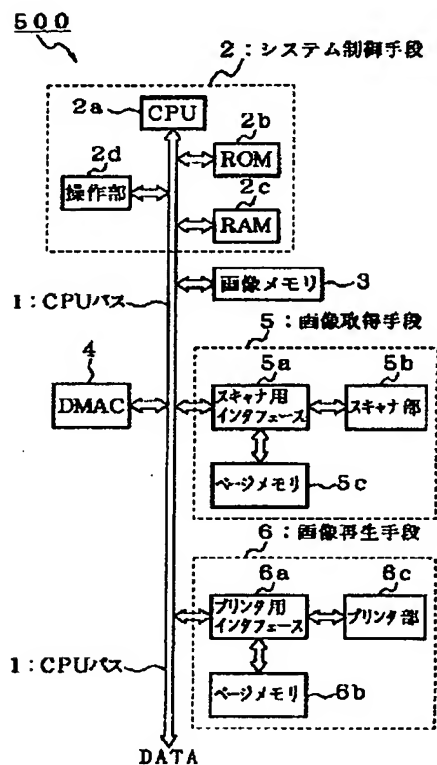 500
2:システム制御手段
2a
CPU
2b
ROM
2d
操作部
2c
RAM
画像メモリ
3
1:CPUバス
5:画像取得手段
4
DMAC
5a
スキャナ用
インタフェース
5b
スキャナ部
ページメモリ
5c
6:画像再生手段
6a
プリンタ用
インタフェース
6c
プリンタ部
1:CPUバス
ページメモリ
6b
DATA